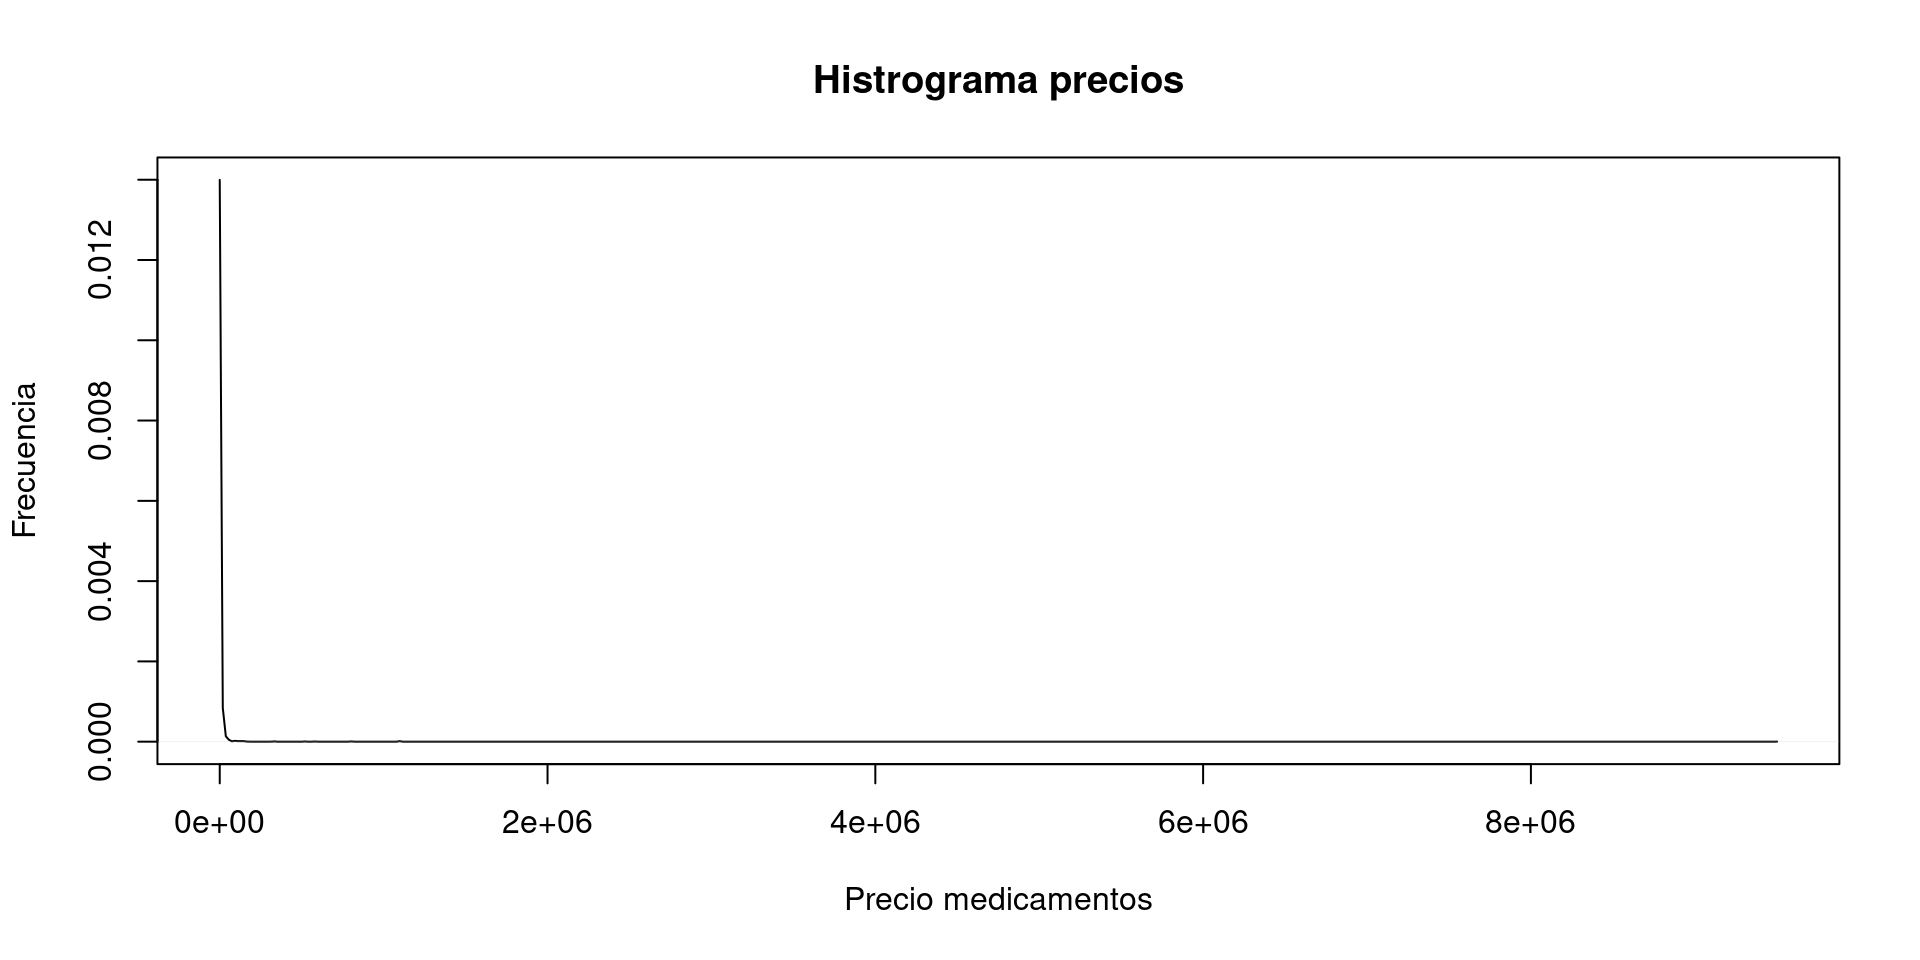 Histrograma precios
Frecuencia
0.012
0.008
0.004
0.000
0e+00 2e+06 4e+06 6e+06 8e+06
Precio medicamentos